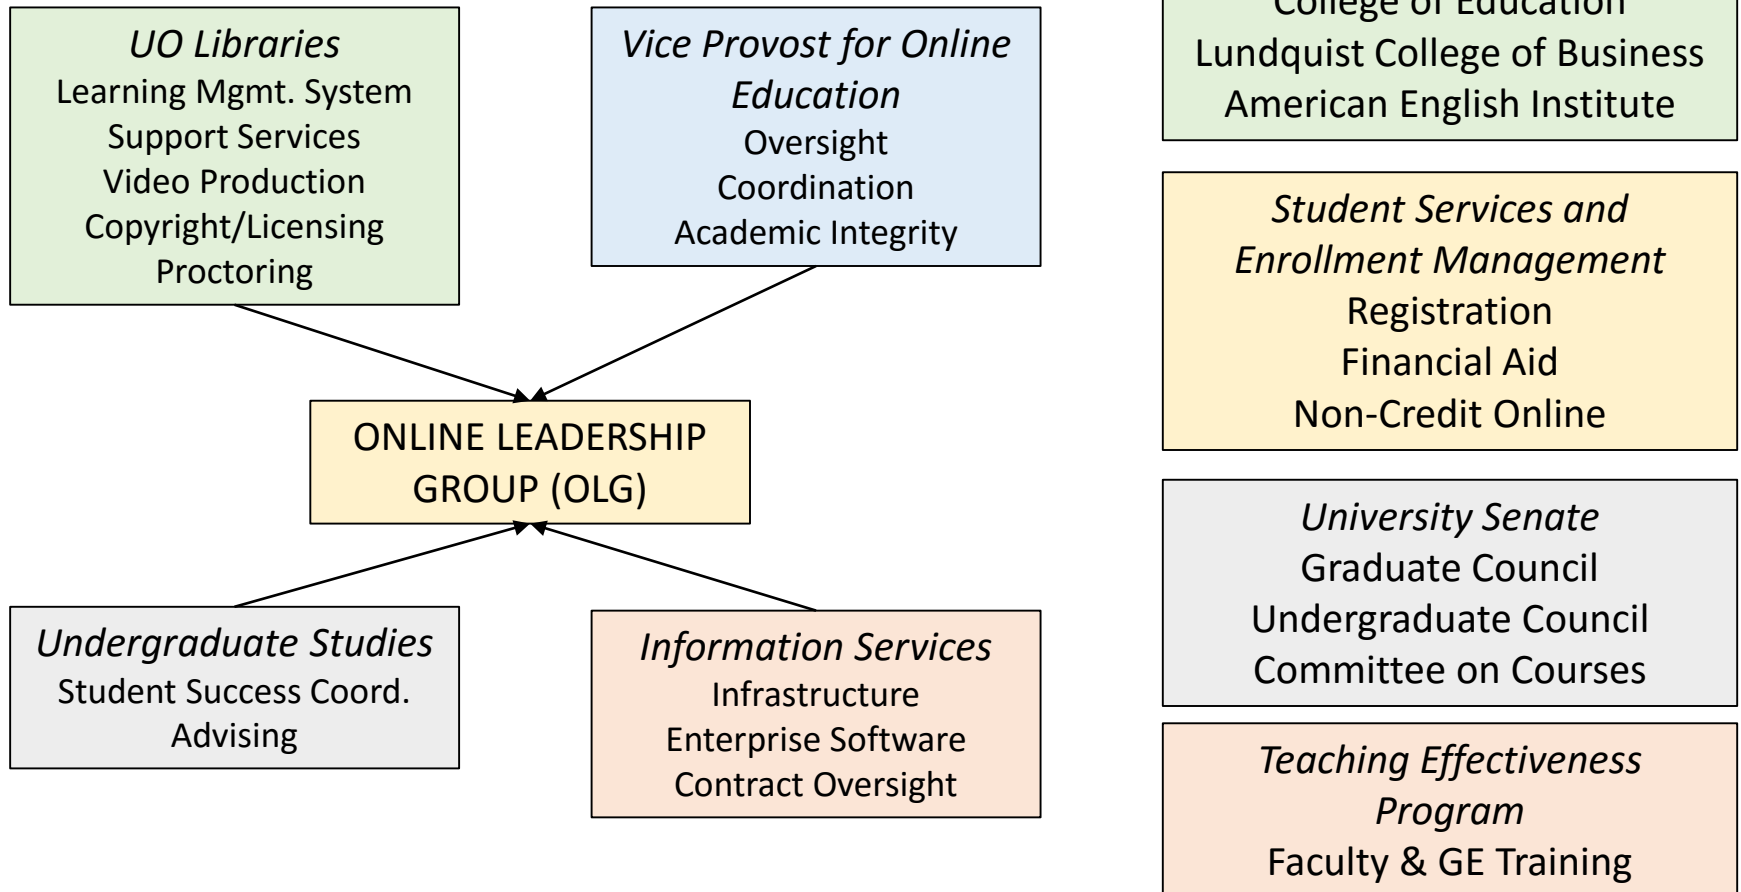 UO Libraries
Learning Mgmt. System
Support Services
Video Production
Copyright/Licensing
Proctoring
Vice Provost for Online
Education
Oversight
Coordination
Academic Integrity
ONLINE LEADERSHIP
GROUP (OLG)
Undergraduate Studies
Student Success Coord.
Advising
Information Services
Infrastructure
Enterprise Software
Contract Oversight
College of Education
Lundquist College of Business
American English Institute
Student Services and
Enrollment Management
Registration
Financial Aid
Non-Credit Online
University Senate
Graduate Council
Undergraduate Council
Committee on Courses
Teaching Effectiveness
Program
Faculty & GE Training